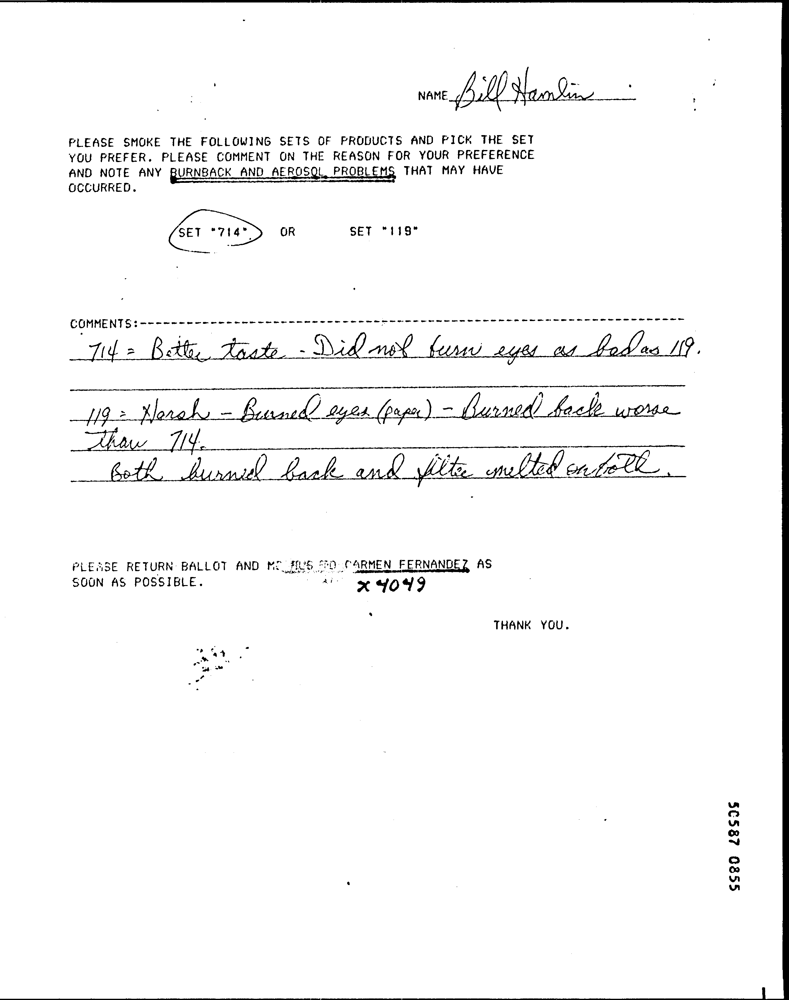 NAME Bill Hamlin
PLEASE SMOKE THE FOLLOWING SETS OF PRODUCTS AND PICK THE SET
YOU PREFER. PLEASE COMMENT ON THE REASON FOR YOUR PREFERENCE
AND NOTE ANY BURNBACK AND AEROSOL PROBLEMS THAT MAY HAVE
OCCURRED.
SET "714" OR SET "119"
COMMENTS:
714 = Better taste - Did not burn eyes as bad as 119.
119 = Harsh - Burned eyes (paper) - Burned back worse
than 714.
Both burned back and filter melted on both.
PLEASE RETURN BALLOT AND CARMEN FERNANDEZ AS
SOON AS POSSIBLE. x4049
THANK YOU.
50587 0855